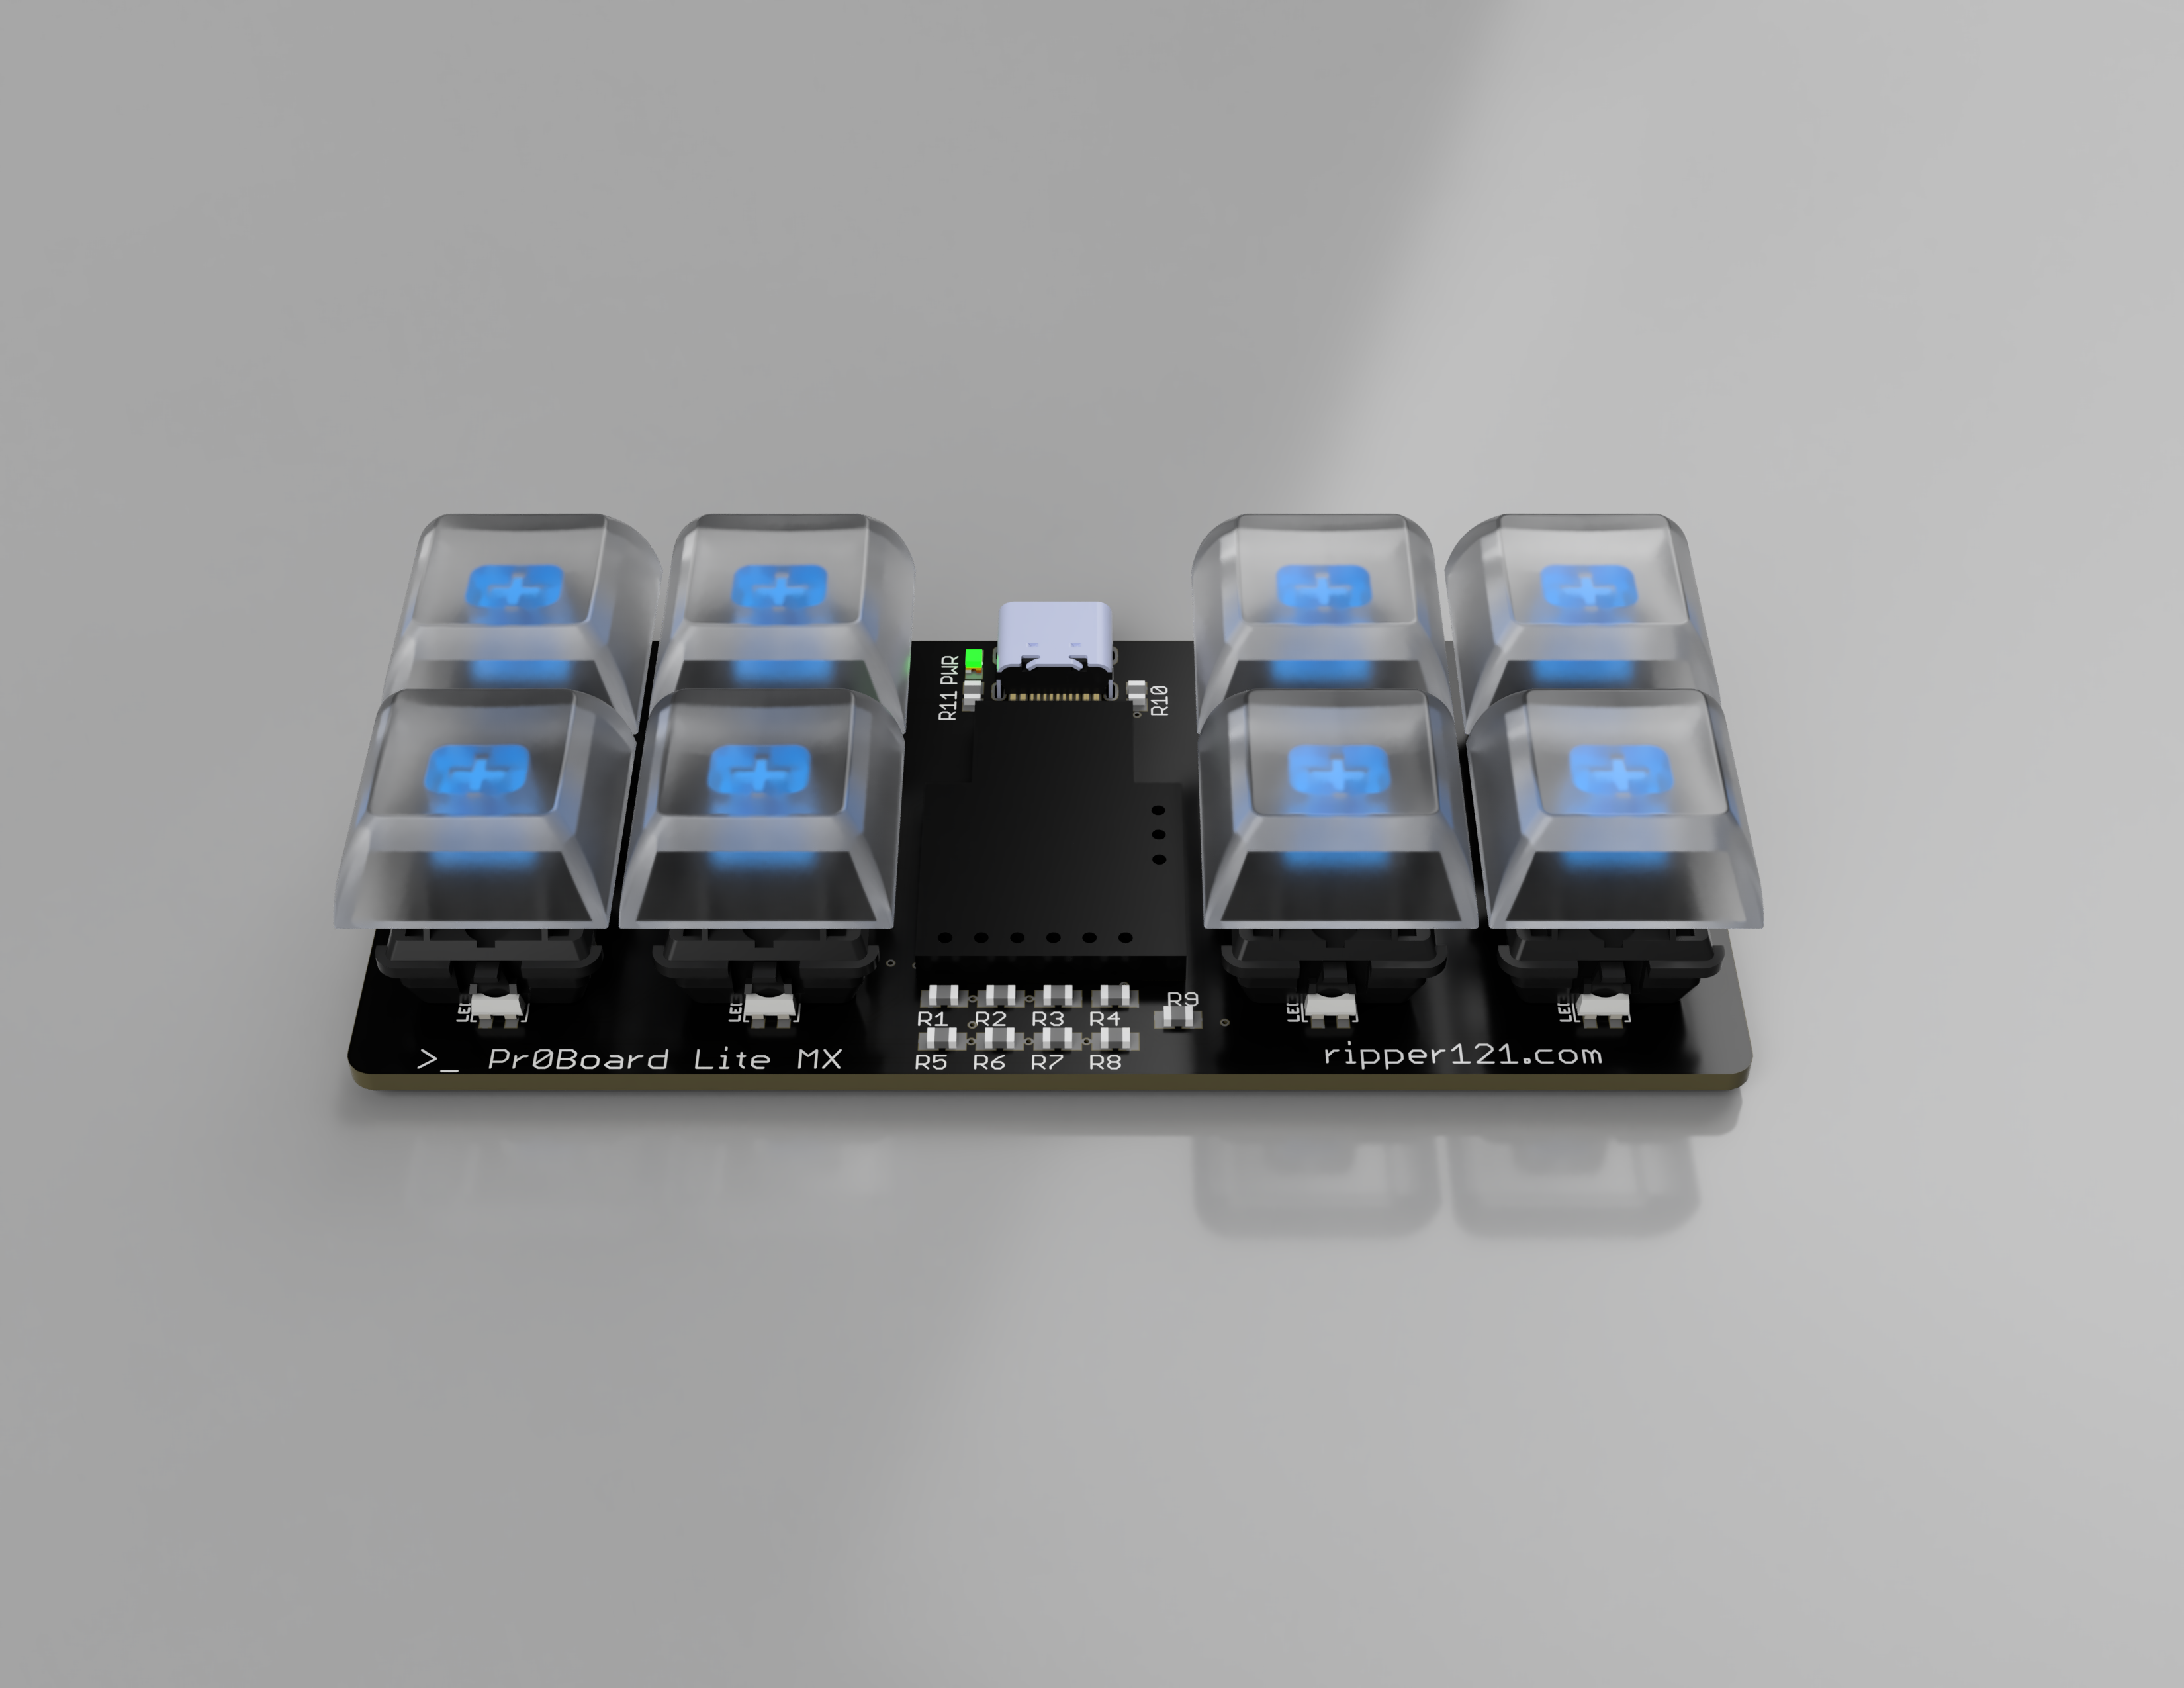 PWR
R11
R10
R9
R1 R2 R3 R4
R5 R6 R7 R8
>_ Pr0Board Lite MX
ripper121.com